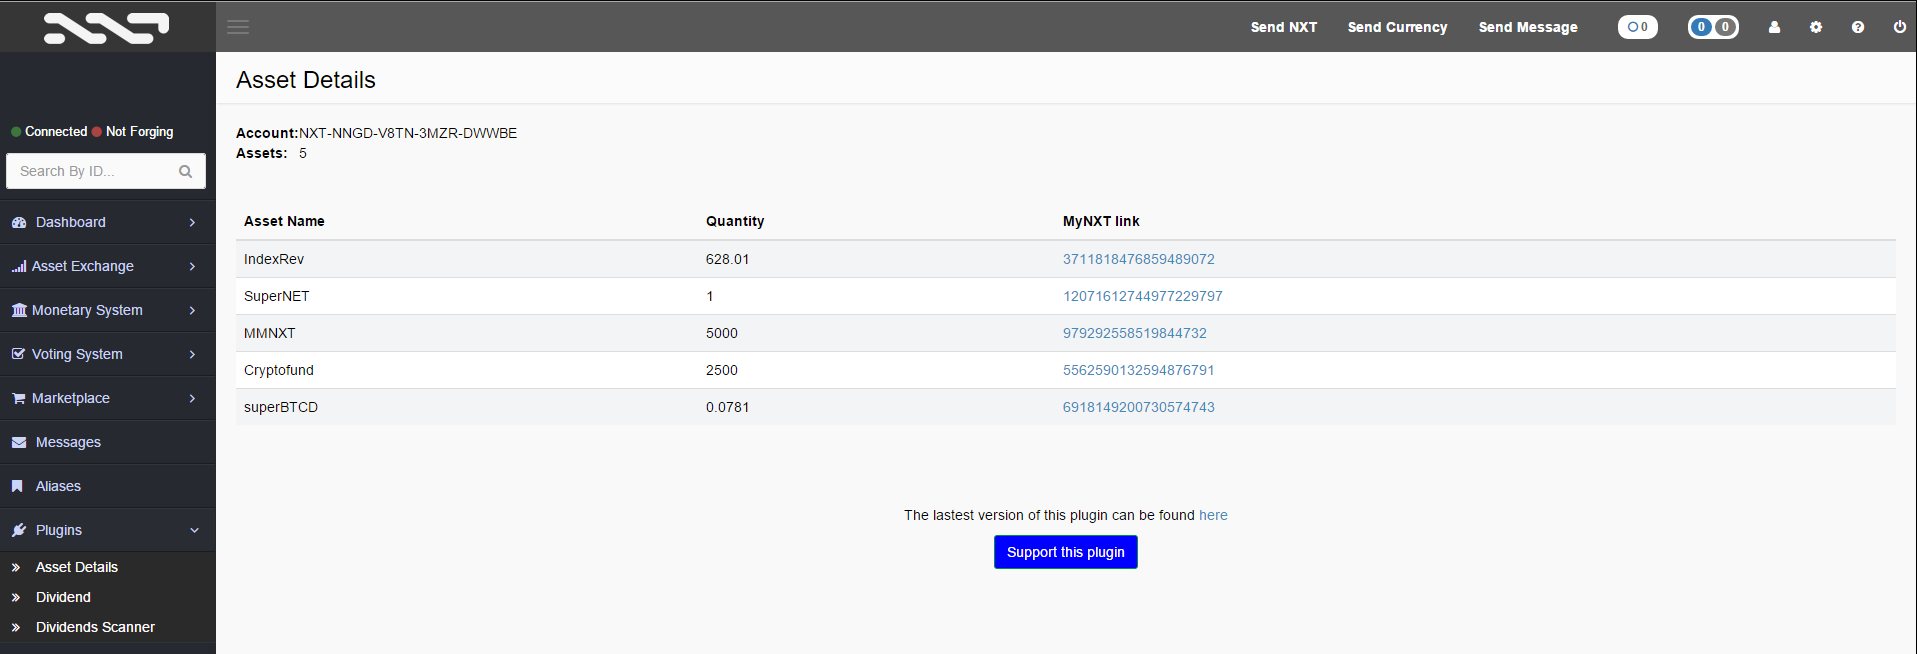 NXT
Send NXT Send Currency Send Message 0 0 0
Asset Details
Connected Not Forging
Search By ID...
Dashboard
Asset Exchange
Monetary System
Voting System
Marketplace
Messages
Aliases
Plugins
Asset Details
Dividend
Dividends Scanner
Account:NXT-NNGD-V8TN-3MZR-DWWBE
Assets: 5
Asset Name Quantity MyNXT link
IndexRev 628.01 3711818476859489072
SuperNET 1 12071612744977229797
MMNXT 5000 979292558519844732
Cryptofund 2500 5562590132594876791
superBTCD 0.0781 6918149200730574743
The lastest version of this plugin can be found here
Support this plugin